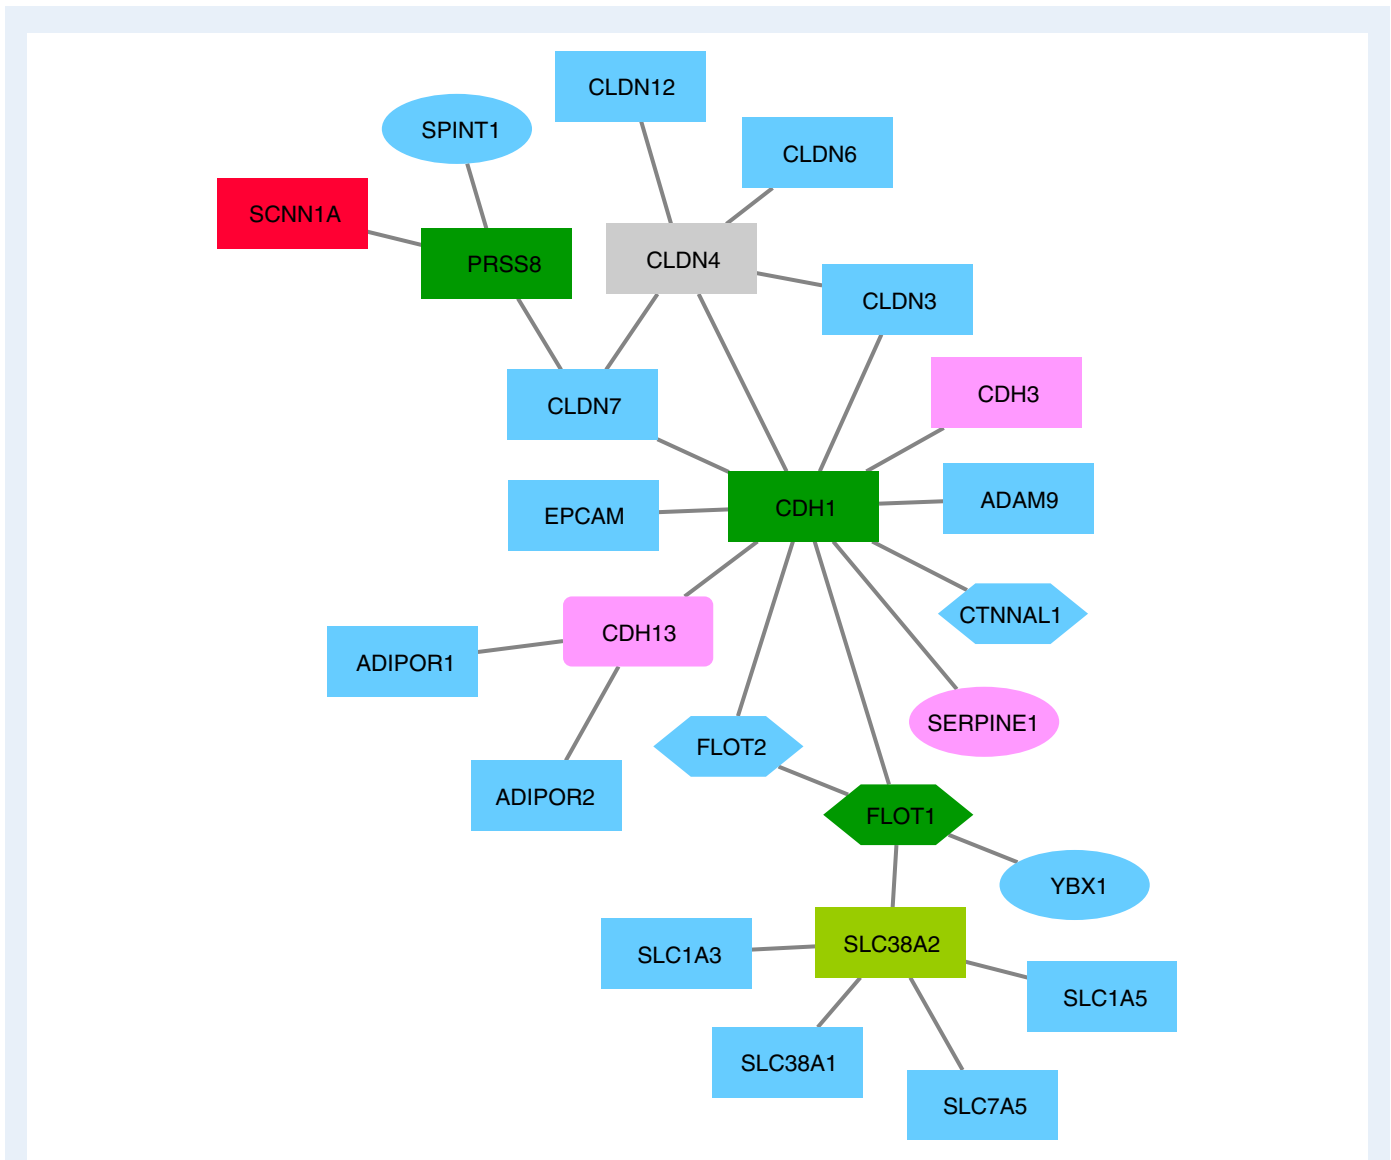 CLDN12
SPINT1
CLDN6
SCNN1A
PRSS8
CLDN4
CLDN3
CDH3
CLDN7
ADAM9
CDH1
EPCAM
CTNNAL1
CDH13
ADIPOR1
SERPINE1
FLOT2
ADIPOR2
FLOT1
YBX1
SLC38A2
SLC1A3
SLC1A5
SLC38A1
SLC7A5